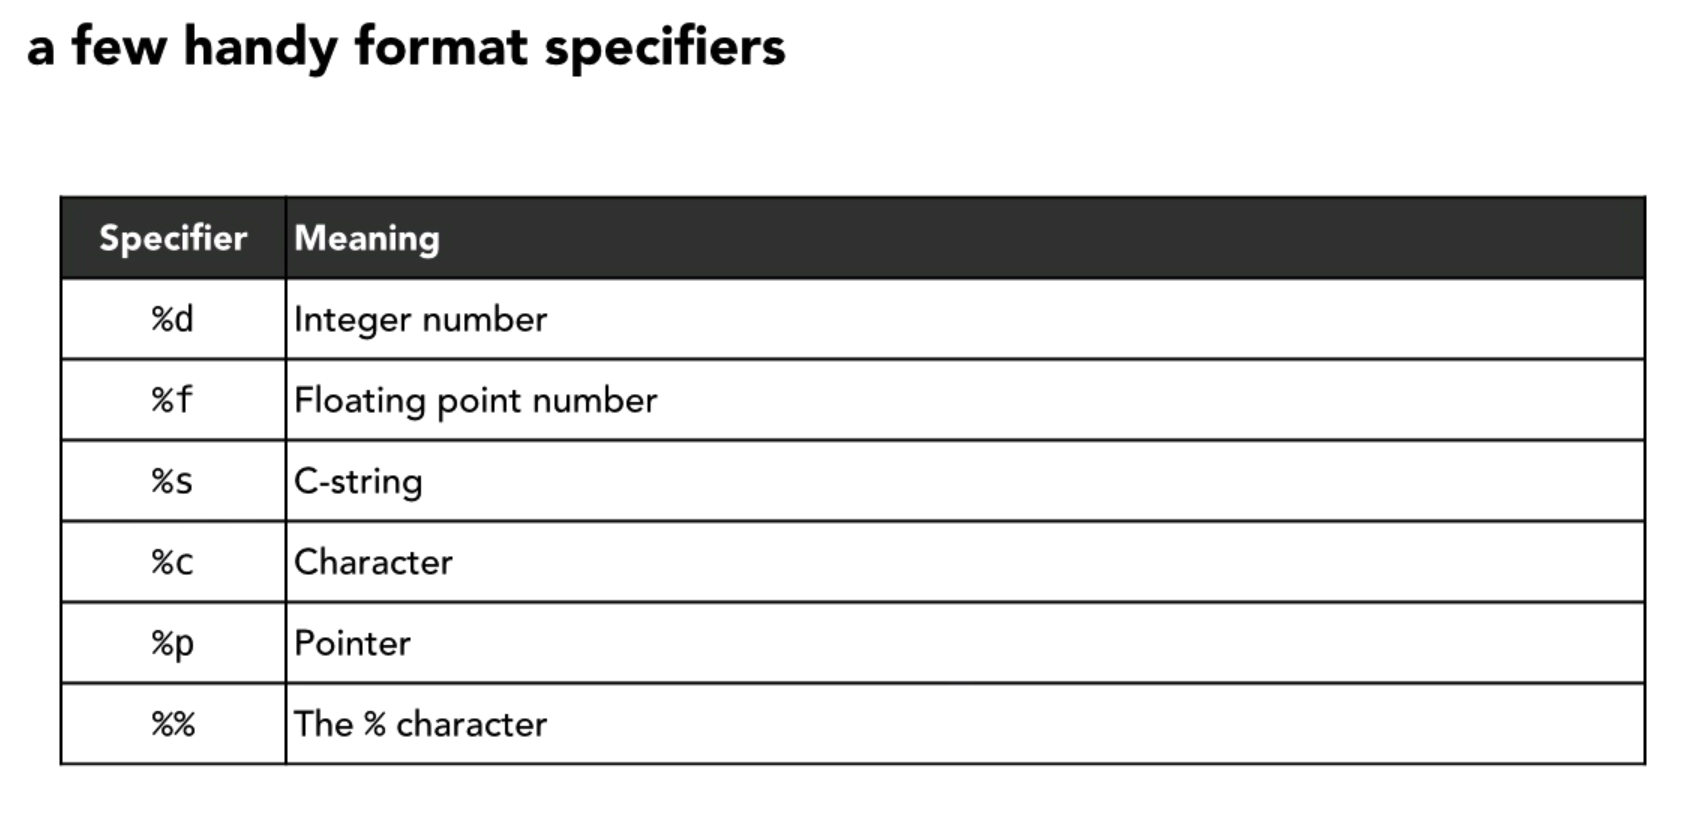 a few handy format specifiers
Specifier Meaning
%d Integer number
%f Floating point number
%s C-string
%c Character
%p Pointer
%% The % character